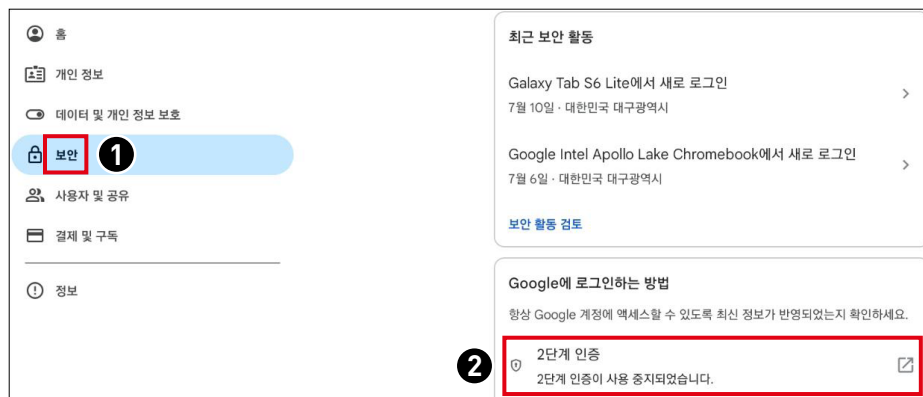 홈
개인 정보
데이터 및 개인 정보 보호
보안
1
사용자 및 공유
결제 및 구독
정보
최근 보안 활동
Galaxy Tab S6 Lite에서 새로 로그인
7월 10일 · 대한민국 대구광역시
Google Intel Apollo Lake Chromebook에서 새로 로그인
7월 6일 · 대한민국 대구광역시
보안 활동 검토
Google에 로그인하는 방법
항상 Google 계정에 액세스할 수 있도록 최신 정보가 반영되었는지 확인하세요.
2
2단계 인증
2단계 인증이 사용 중지되었습니다.